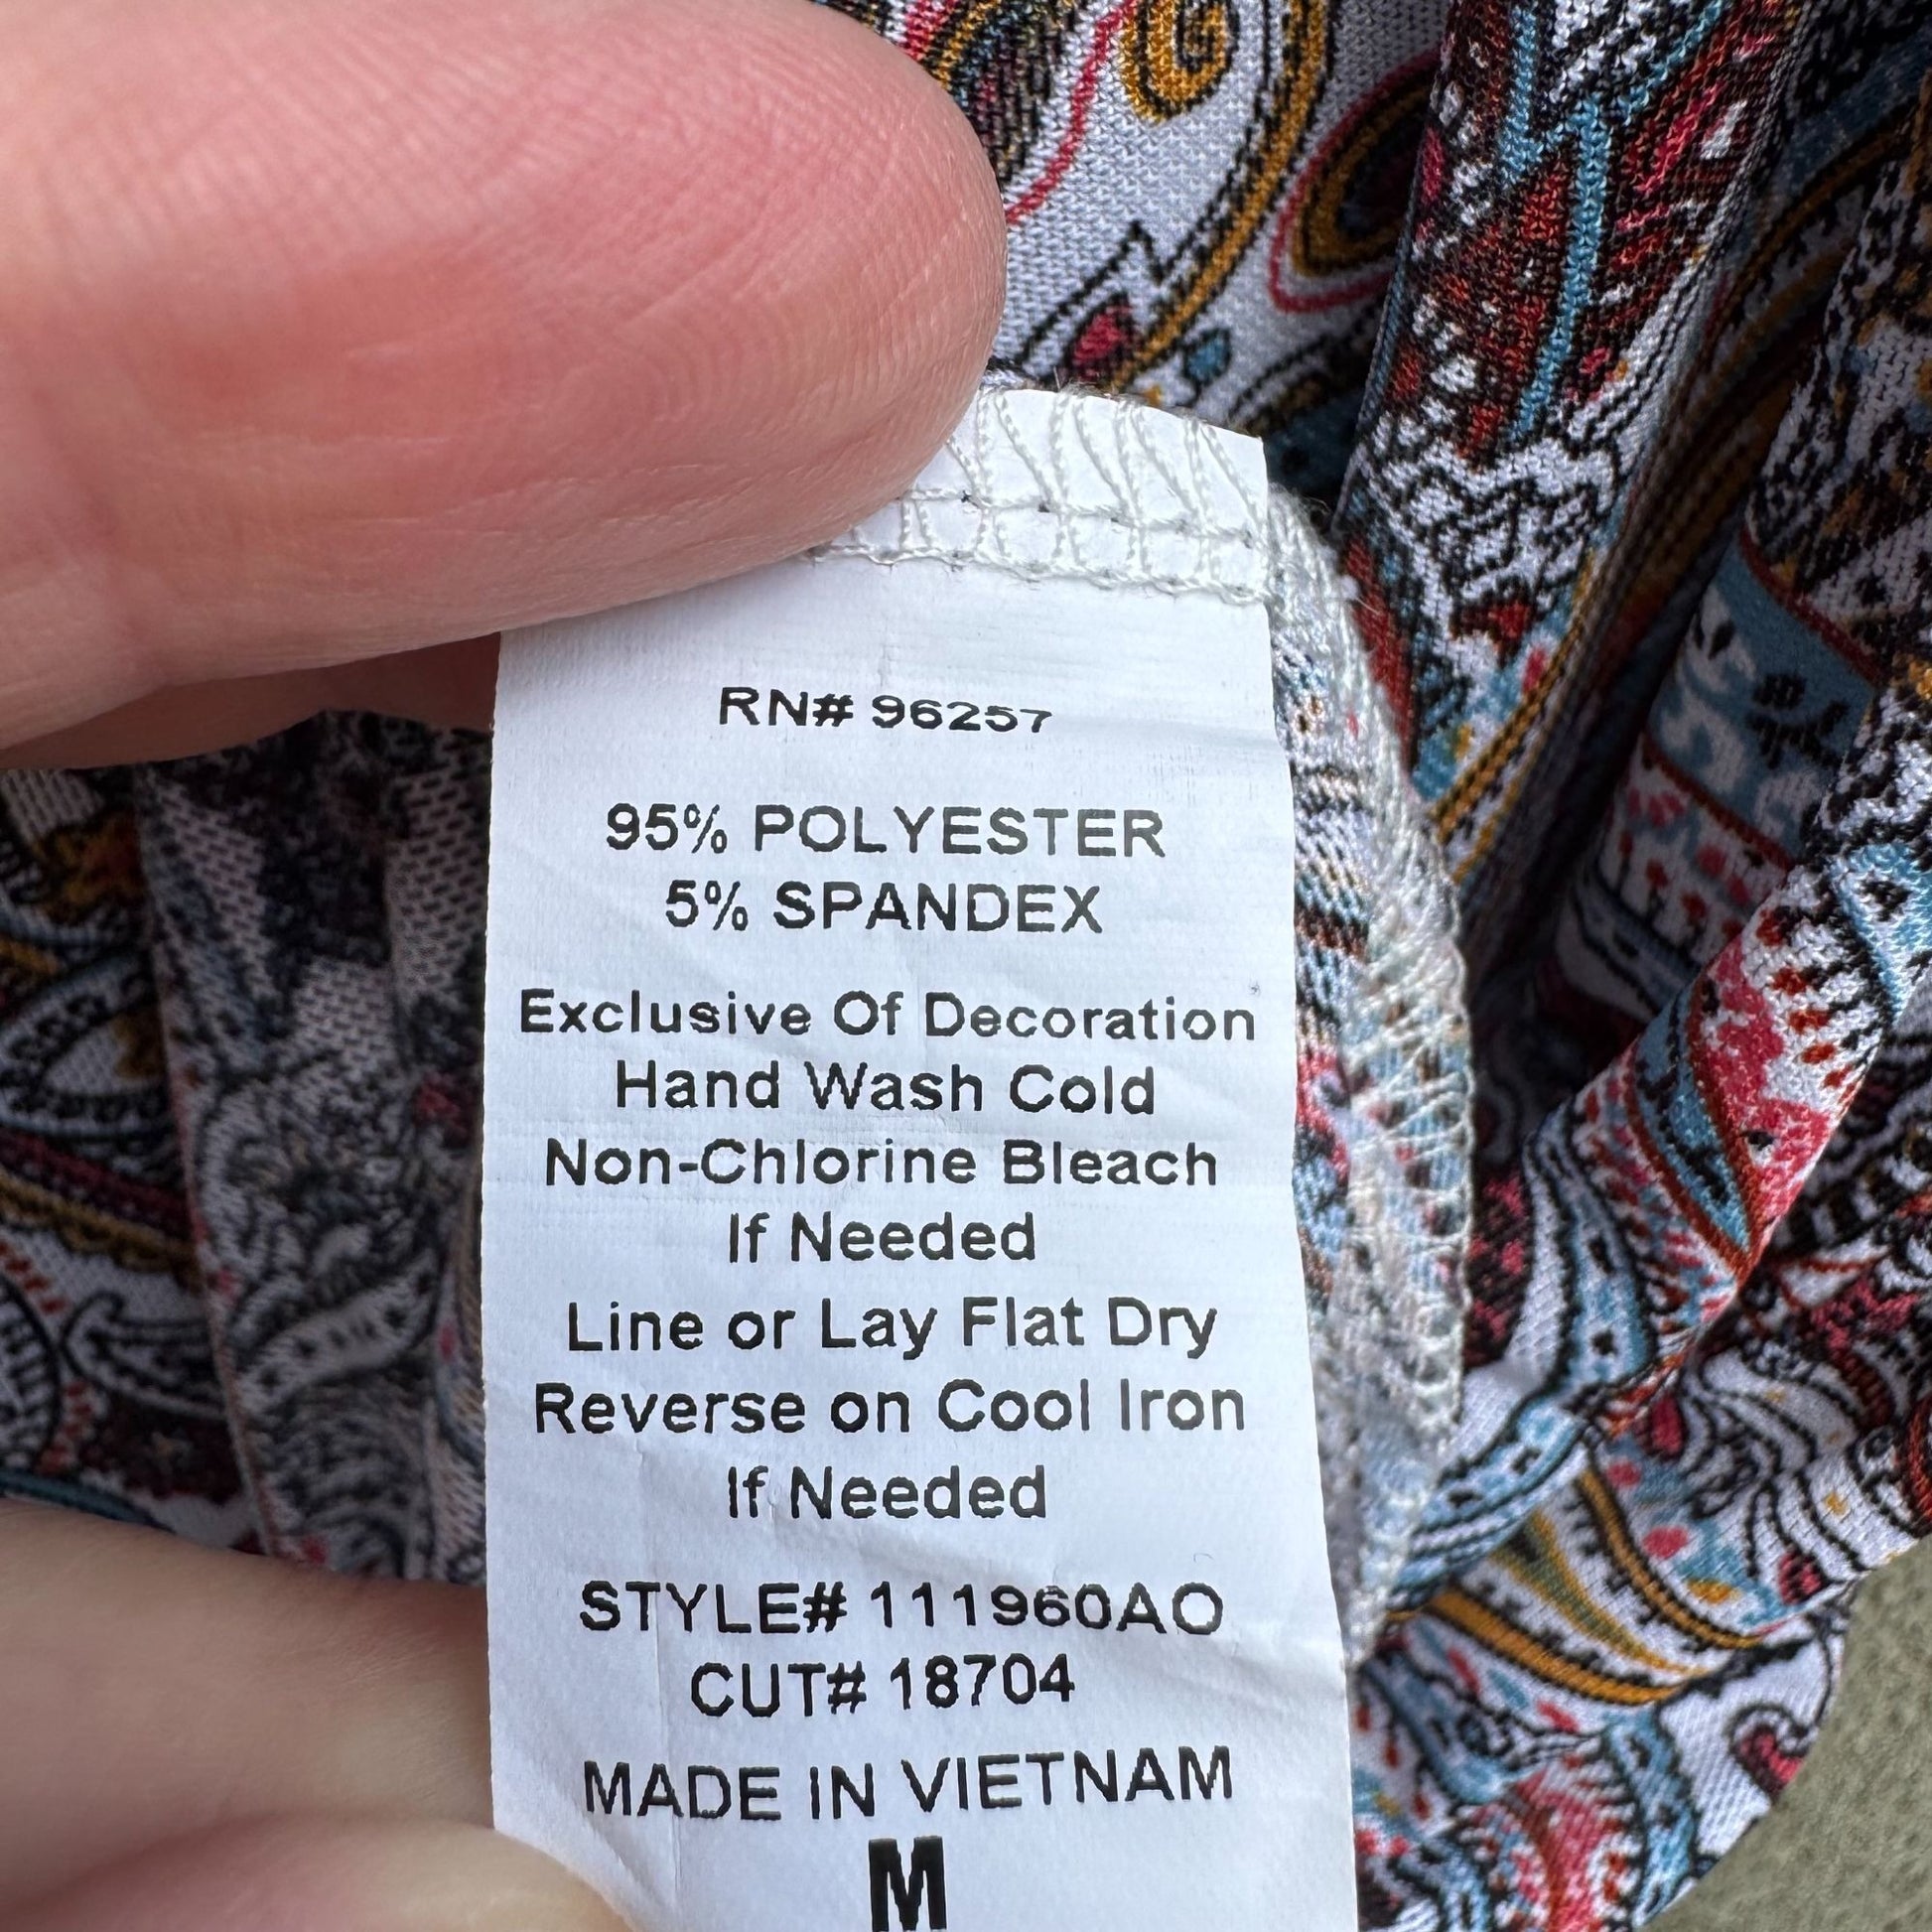 RN# 96257
95% POLYESTER
5% SPANDEX
Exclusive Of Decoration
Hand Wash Cold
Non-Chlorine Bleach
If Needed
Line or Lay Flat Dry
Reverse on Cool Iron
If Needed
STYLE# 111960AO
CUT# 18704
MADE IN VIETNAM
M